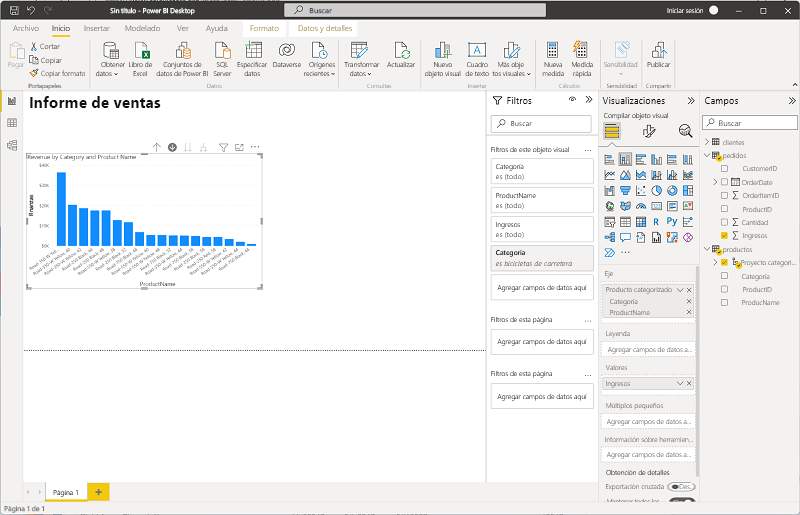 Sin título - Power BI Desktop
Buscar
Iniciar sesión
Archivo Inicio Insertar Modelado Ver Ayuda Formato Datos y detalles
Pegar
Cortar
Copiar
Copiar formato
Portapapeles
Obtener datos
Libro de Excel
Conjuntos de datos de Power BI
SQL Server
Especificar datos
Dataverse
Orígenes recientes
Datos
Transformar datos
Actualizar
Consultas
Nuevo objeto visual
Cuadro de texto
Más obje tos visuales
Insertar
Nueva medida
Medida rápida
Cálculos
Sensibilidad
Sensibilidad
Publicar
Compartir
Informe de ventas
Revenue by Category and Product Name
$40K
$30K
$20K
$10K
$0K
ProductName
Filtros
Buscar
Filtros de este objeto visual
Categoría
es (todo)
ProductName
es (todo)
Ingresos
es (todo)
Categoría
es bicicletas de carretera
Agregar campos de datos aquí
Filtros de esta página
Agregar campos de datos aquí
Filtros de esta página
Agregar campos de datos aquí
Visualizaciones
Compilar objeto visual
Eje
Producto categorizado
Categoría
ProductName
Leyenda
Agregar campos de datos a...
Valores
Ingresos
Múltiplos pequeños
Agregar campos de datos a...
Información sobre herramien...
Agregar campos de datos a...
Obtención de detalles
Exportación cruzada
Des...
Campos
Buscar
clientes
pedidos
CustomerID
OrderDate
OrderItemID
ProductID
Cantidad
Ingresos
productos
Proyecto categori...
Categoria
ProductID
ProducName
Página 1
Página 1 de 1